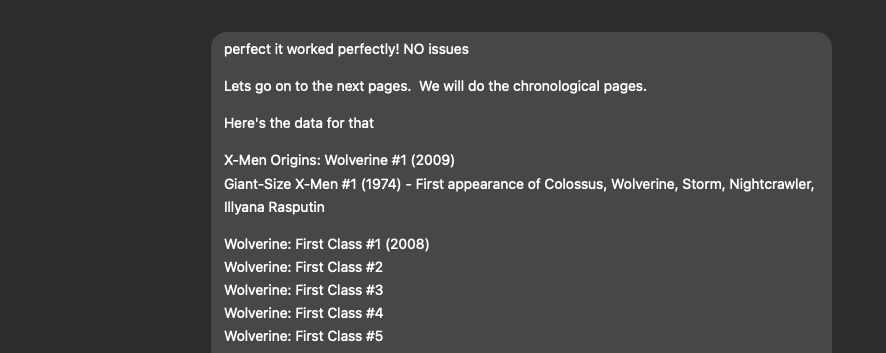 perfect it worked perfectly! NO issues
Lets go on to the next pages.  We will do the chronological pages.
Here's the data for that
X-Men Origins: Wolverine #1 (2009)
Giant-Size X-Men #1 (1974) - First appearance of Colossus, Wolverine, Storm, Nightcrawler,
Illyana Rasputin
Wolverine: First Class #1 (2008)
Wolverine: First Class #2
Wolverine: First Class #3
Wolverine: First Class #4
Wolverine: First Class #5